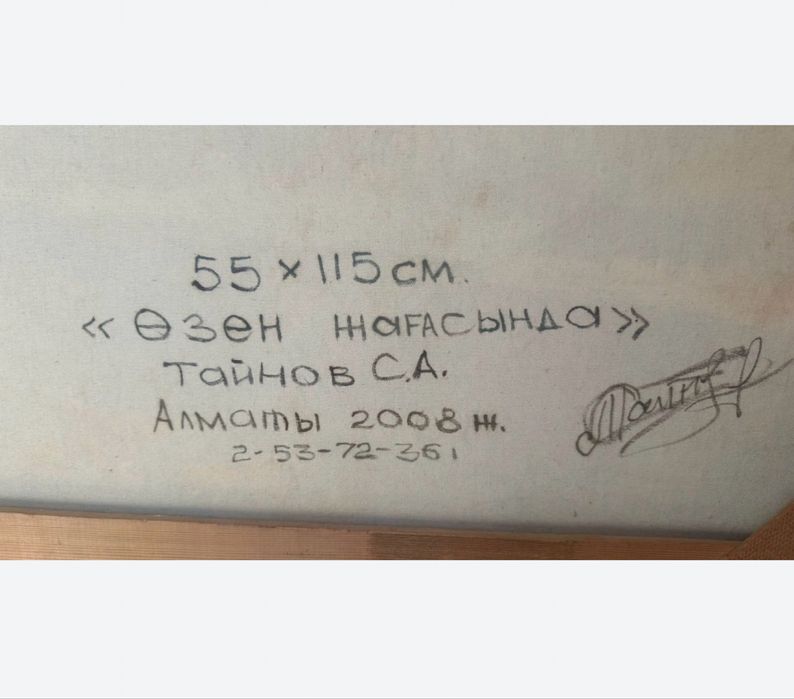 55 × 115 см.
« Өзен жағасында »
Тайнов С.А.
Алматы 2008 ж.
2-53-72-361